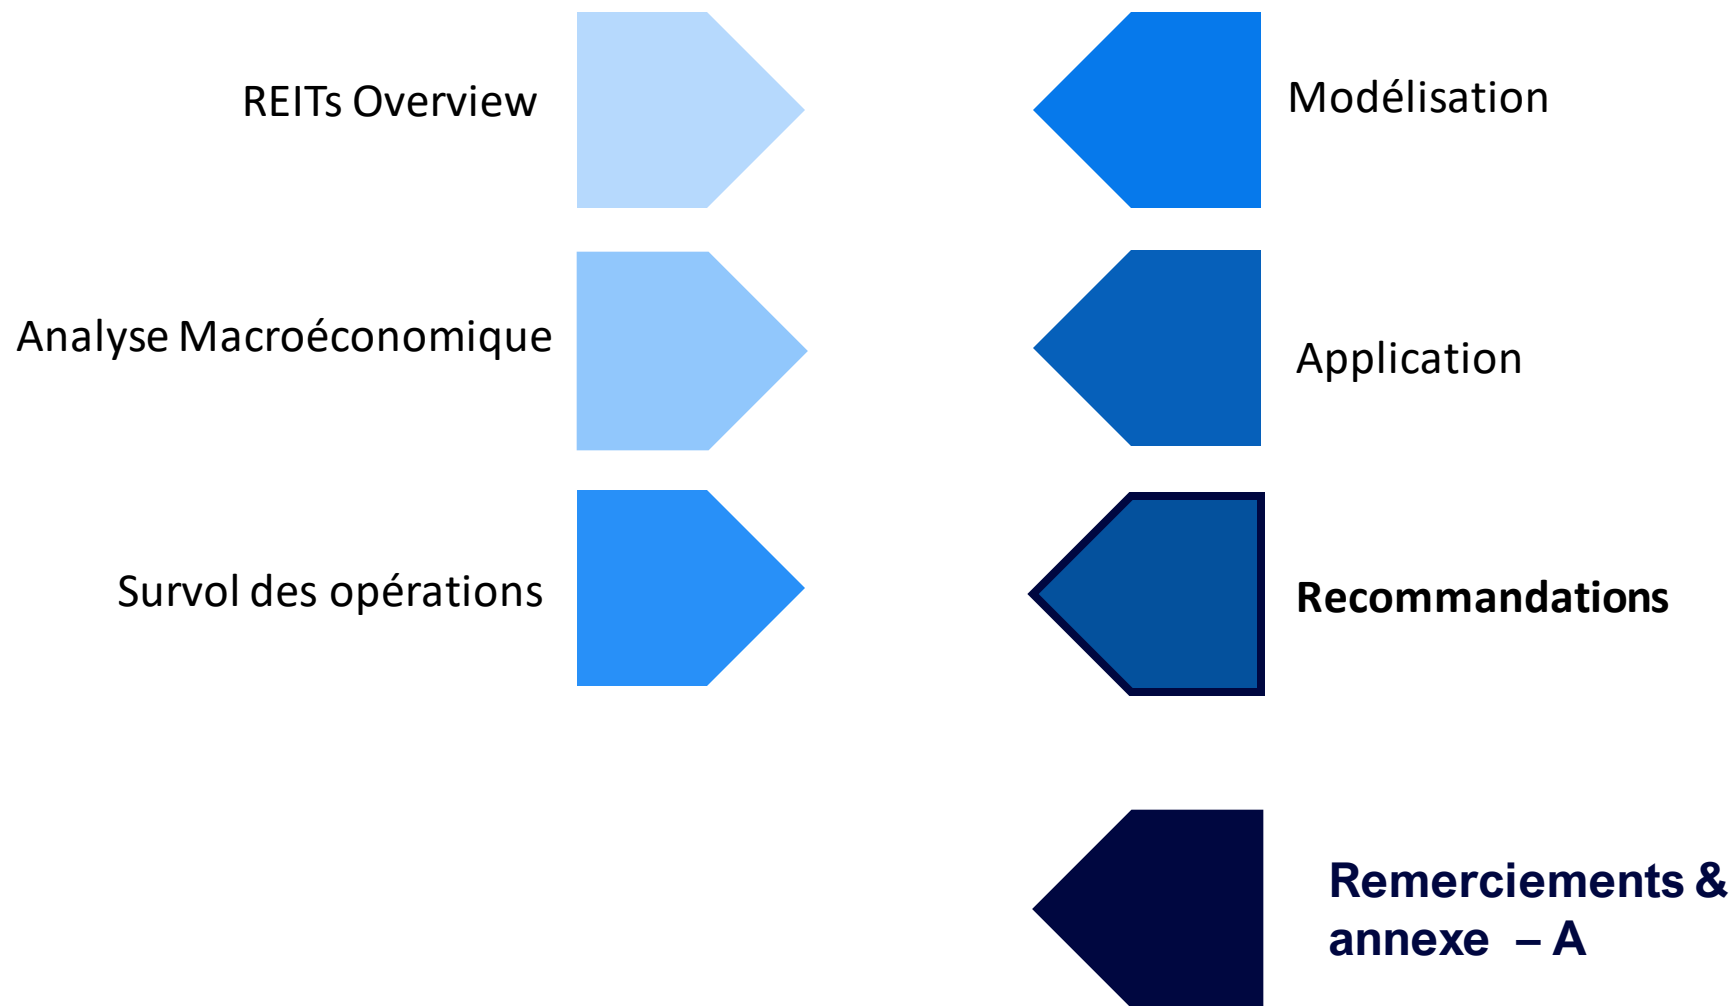 REITs Overview
Analyse Macroéconomique
Survol des opérations
Modélisation
Application
Recommandations
Remerciements &
annexe – A